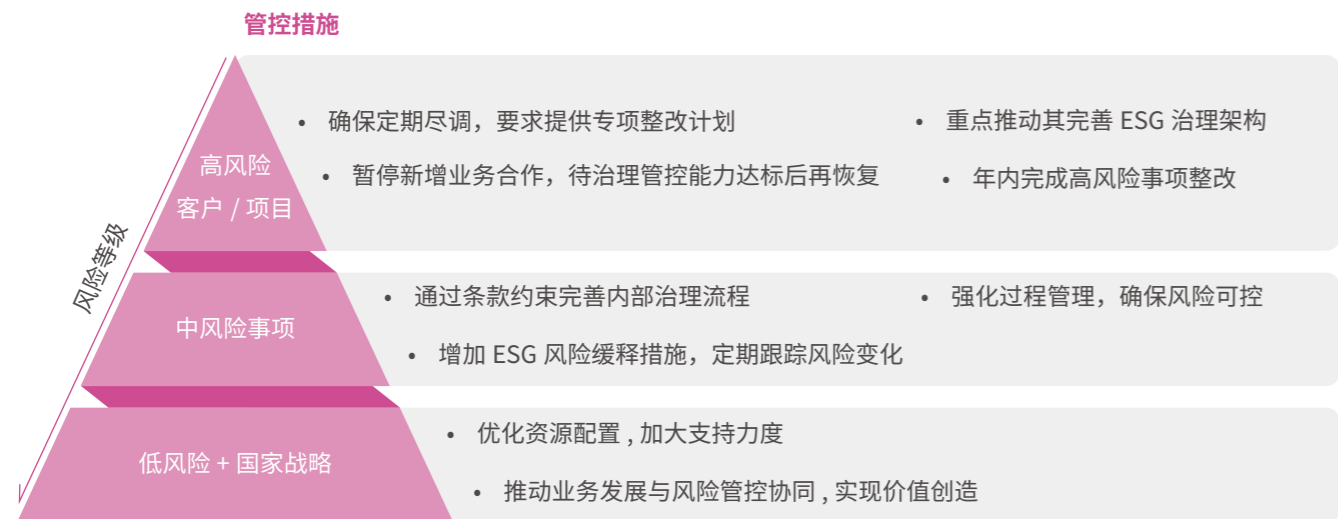 管控措施
风险等级
高风险
客户 / 项目
• 确保定期尽调，要求提供专项整改计划
• 重点推动其完善 ESG 治理架构
• 暂停新增业务合作，待治理管控能力达标后再恢复
• 年内完成高风险事项整改
中风险事项
• 通过条款约束完善内部治理流程
• 强化过程管理，确保风险可控
• 增加 ESG 风险缓释措施，定期跟踪风险变化
低风险 + 国家战略
• 优化资源配置 , 加大支持力度
• 推动业务发展与风险管控协同 , 实现价值创造